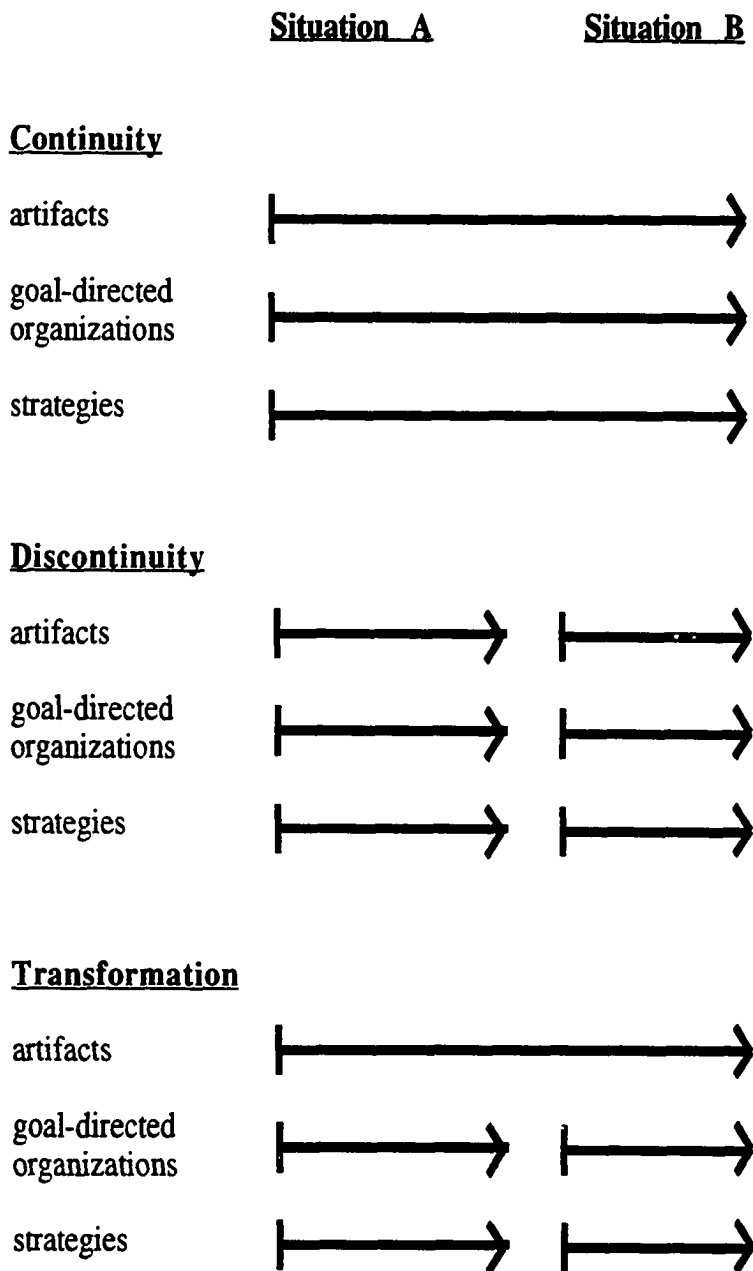 Situation A Situation B
Continuity
artifacts
goal-directed
organizations
strategies
Discontinuity
artifacts
goal-directed
organizations
strategies
Transformation
artifacts
goal-directed
organizations
strategies